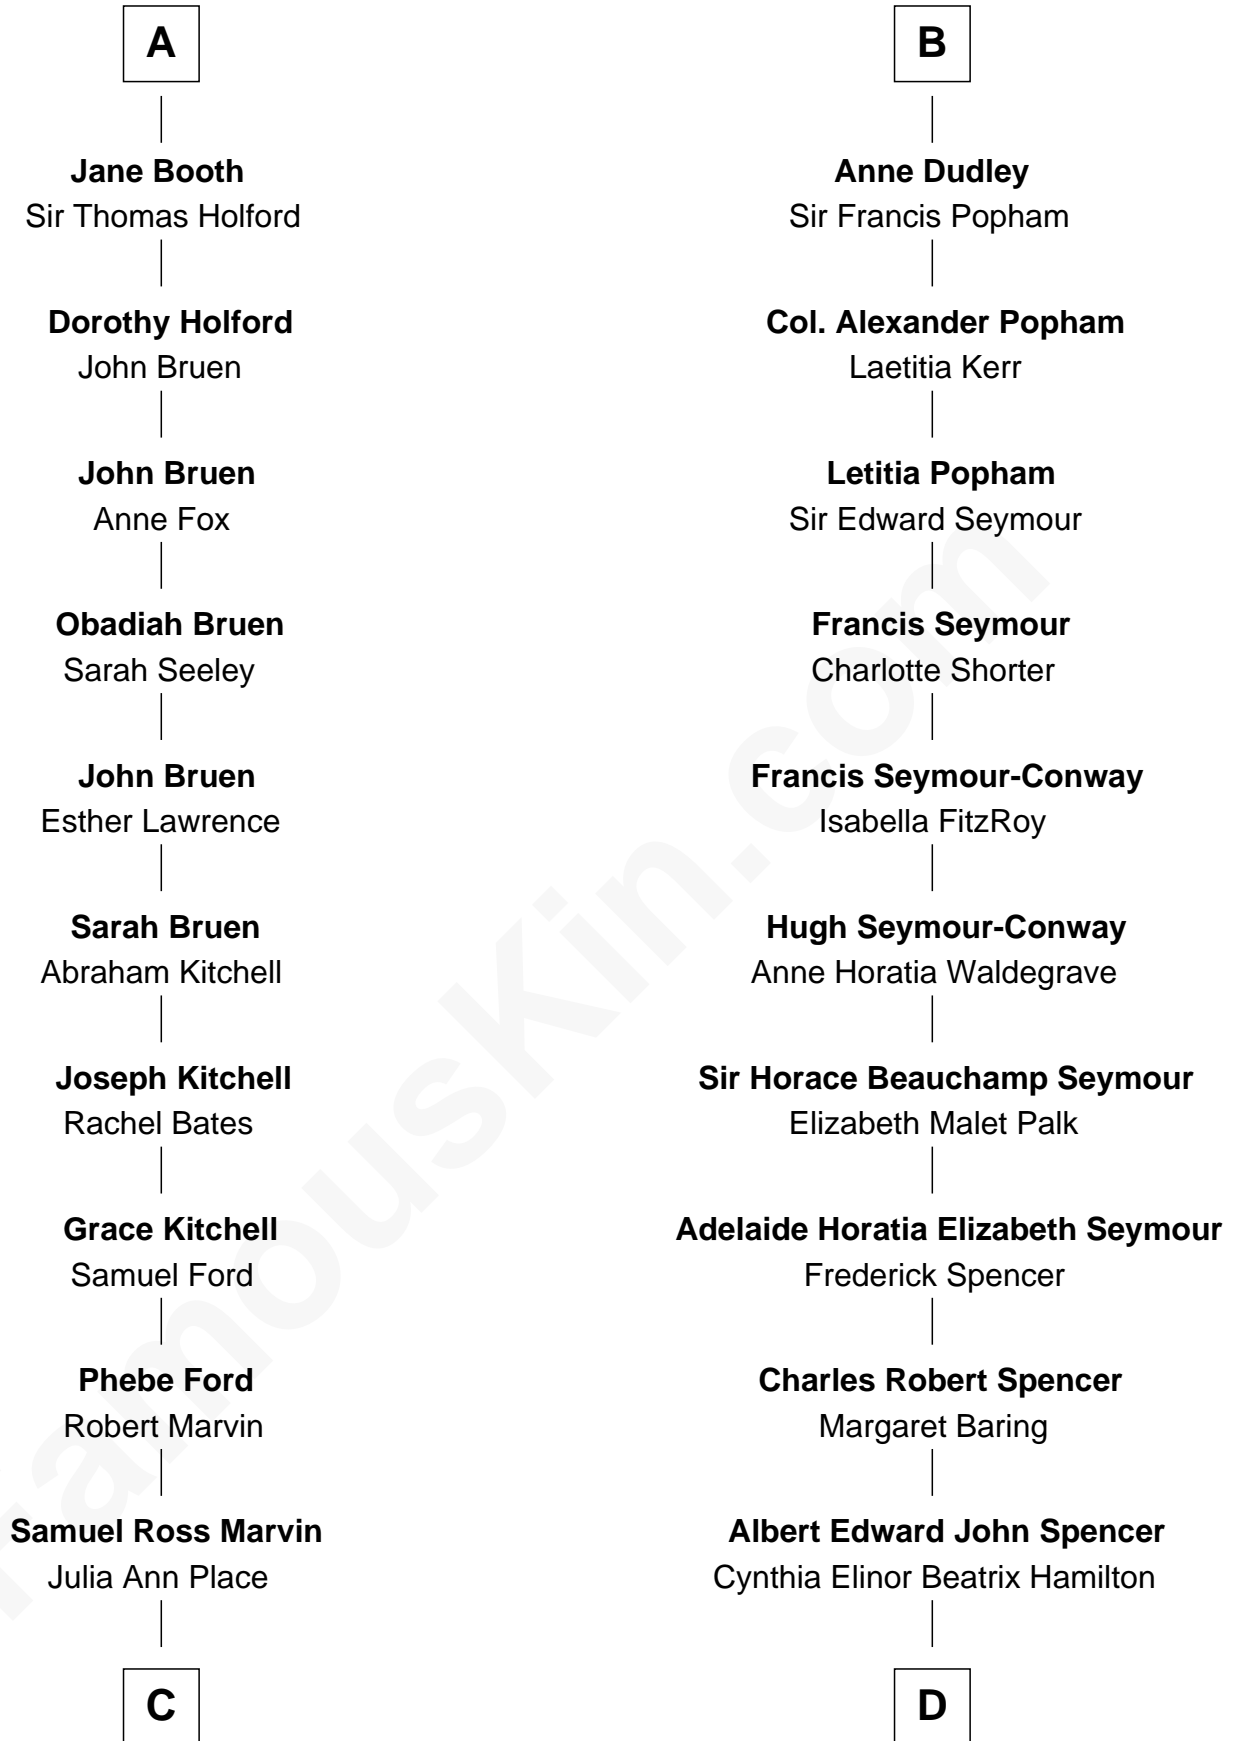 A
Jane Booth
Sir Thomas Holford
Dorothy Holford
John Bruen
John Bruen
Anne Fox
Obadiah Bruen
Sarah Seeley
John Bruen
Esther Lawrence
Sarah Bruen
Abraham Kitchell
Joseph Kitchell
Rachel Bates
Grace Kitchell
Samuel Ford
Phebe Ford
Robert Marvin
Samuel Ross Marvin
Julia Ann Place
C
B
Anne Dudley
Sir Francis Popham
Col. Alexander Popham
Laetitia Kerr
Letitia Popham
Sir Edward Seymour
Francis Seymour
Charlotte Shorter
Francis Seymour-Conway
Isabella FitzRoy
Hugh Seymour-Conway
Anne Horatia Waldegrave
Sir Horace Beauchamp Seymour
Elizabeth Malet Palk
Adelaide Horatia Elizabeth Seymour
Frederick Spencer
Charles Robert Spencer
Margaret Baring
Albert Edward John Spencer
Cynthia Elinor Beatrix Hamilton
D
FamousKin.com